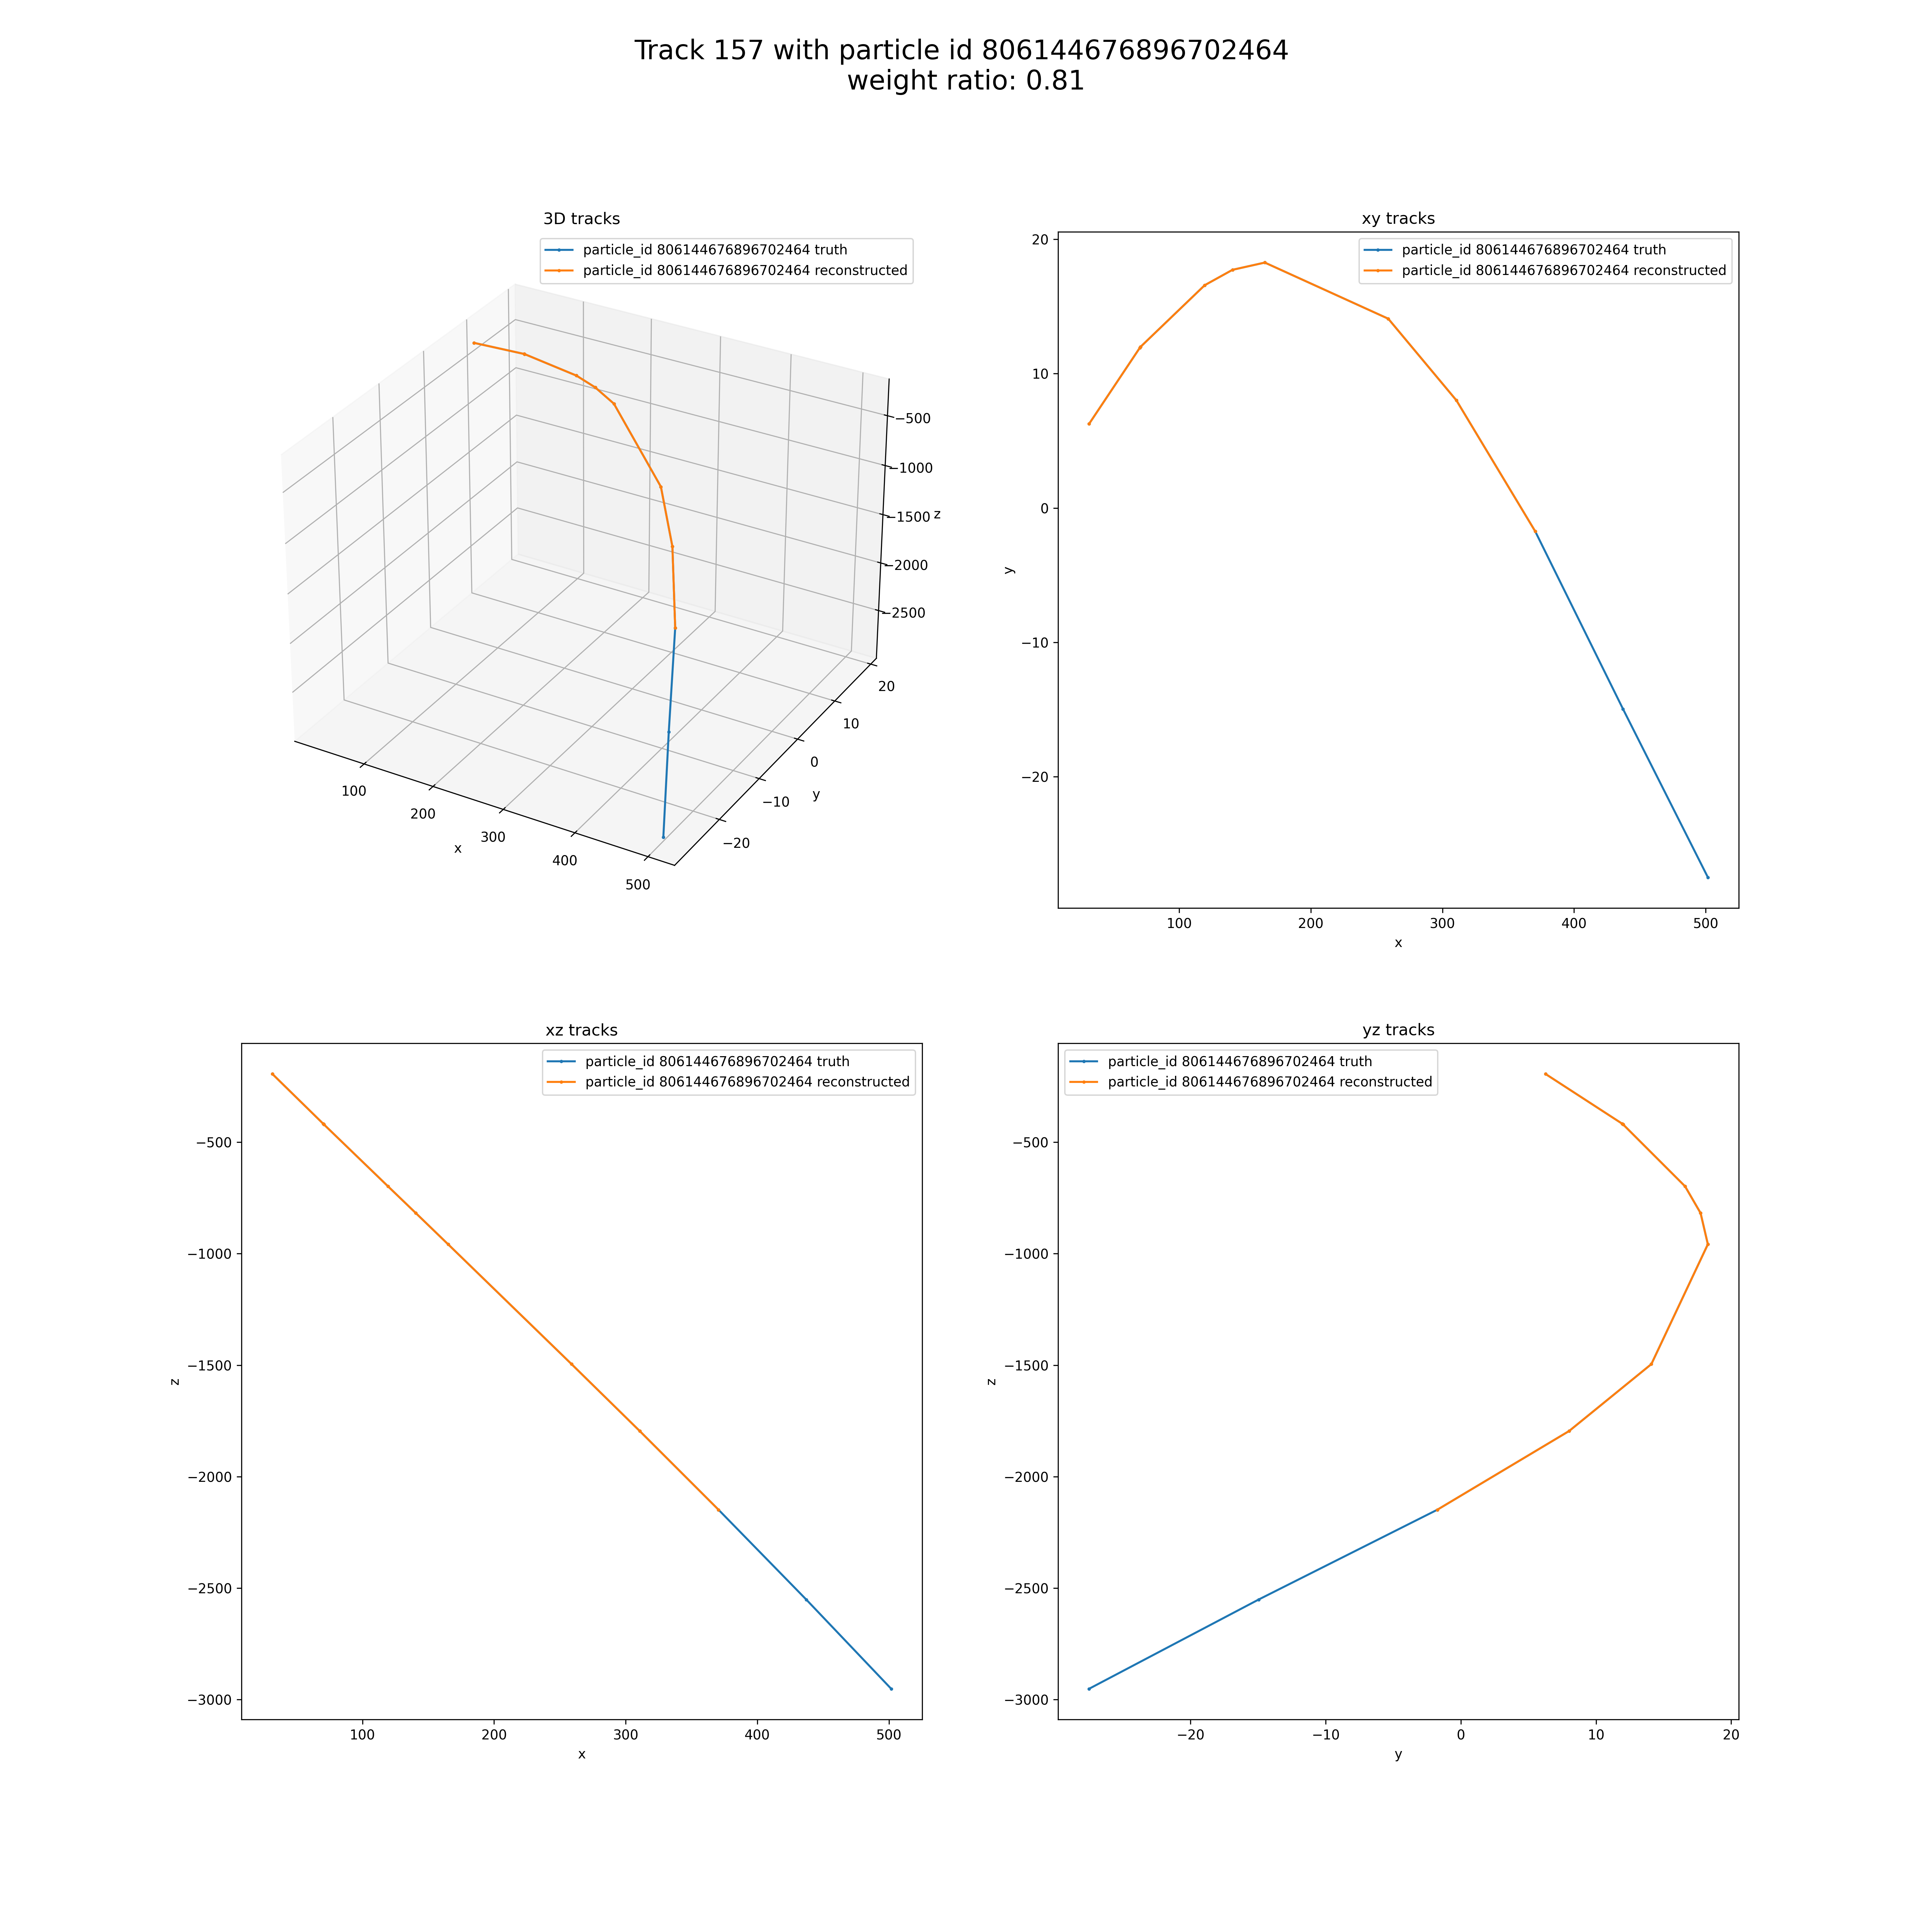 Track 157 with particle id 806144676896702464
weight ratio: 0.81
3D tracks
particle_id 806144676896702464 truth
particle_id 806144676896702464 reconstructed
−500
−1000
−1500
z
−2000
−2500
20
10
0
−10
−20
y
100
200
300
400
500
x
xy tracks
particle_id 806144676896702464 truth
particle_id 806144676896702464 reconstructed
20
10
0
−10
−20
y
100 200 300 400 500
x
xz tracks
particle_id 806144676896702464 truth
particle_id 806144676896702464 reconstructed
−500
−1000
−1500
−2000
−2500
−3000
z
100 200 300 400 500
x
yz tracks
particle_id 806144676896702464 truth
particle_id 806144676896702464 reconstructed
−500
−1000
−1500
−2000
−2500
−3000
z
−20 −10 0 10 20
y